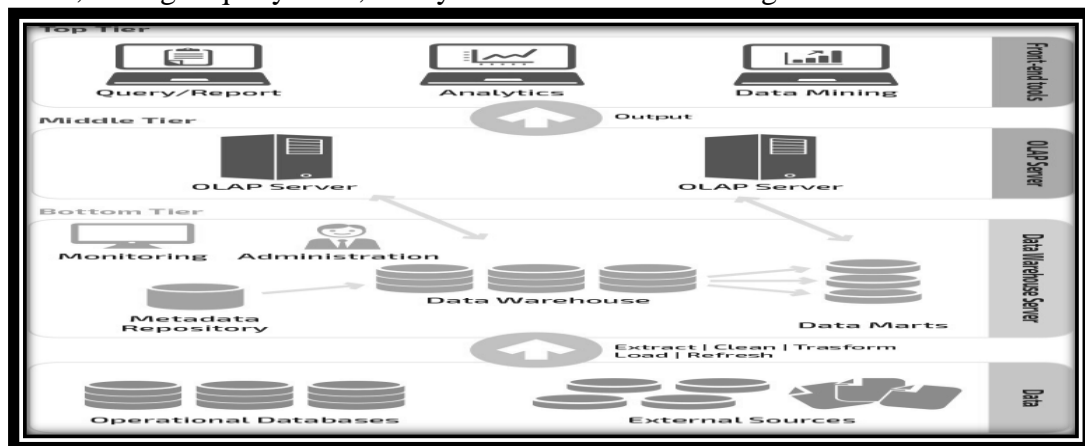 Top Tier
Query/Report
Analytics
Data Mining
Front-end tools
Output
Middle Tier
OLAP Server
OLAP Server
OLAP Server
Bottom Tier
Monitoring
Administration
Data Warehouse
Metadata
Repository
Data Marts
Data Warehouse Server
Extract | Clean | Trasform
Load | Refresh
Operational Databases
External Sources
Data